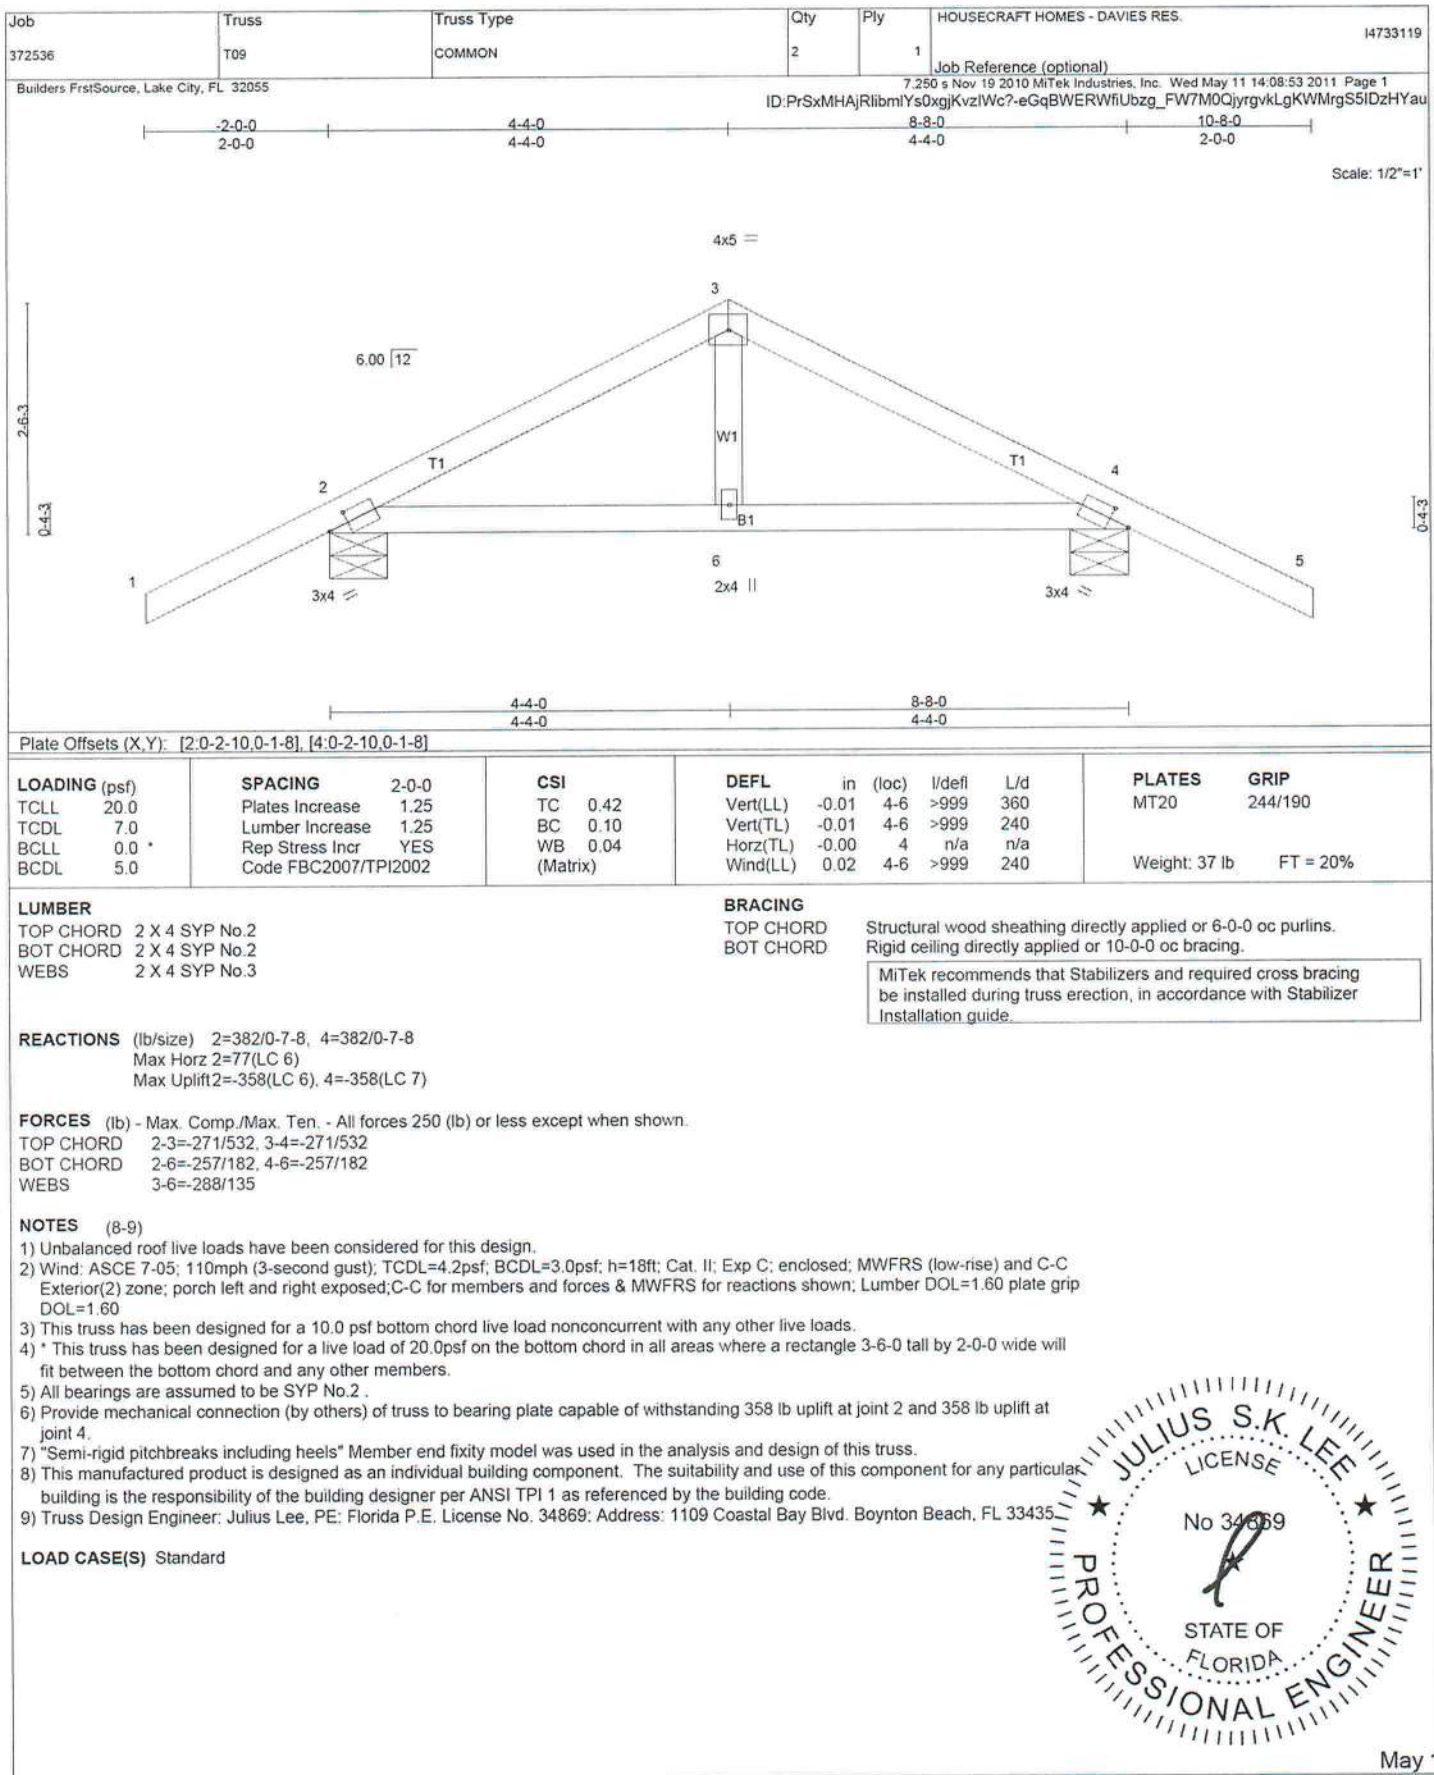 Job Truss Truss Type Qty Ply HOUSECRAFT HOMES - DAVIES RES.
I4733119
372536 T09 COMMON 2 1
Job Reference (optional)
Builders FrstSource, Lake City, FL 32055 7.250 s Nov 19 2010 MiTek Industries, Inc. Wed May 11 14:08:53 2011 Page 1
-2-0-0 4-4-0 8-8-0 10-8-0
2-0-0 4-4-0 4-4-0 2-0-0
Scale: 1/2"=1'
4x5 =
3
6.00 12
2-6-3
W1
T1 T1
2 4
0-4-3 0-4-3
B1
1 6 5
3x4 2x4 || 3x4
4-4-0 8-8-0
4-4-0 4-4-0
Plate Offsets (X,Y): [2:0-2-10,0-1-8], [4:0-2-10,0-1-8]
LOADING (psf) SPACING 2-0-0 CSI DEFL in (loc) l/defl L/d PLATES GRIP
TCLL 20.0 Plates Increase 1.25 TC 0.42 Vert(LL) -0.01 4-6 >999 360 MT20 244/190
TCDL 7.0 Lumber Increase 1.25 BC 0.10 Vert(TL) -0.01 4-6 >999 240
BCLL 0.0 * Rep Stress Incr YES WB 0.04 Horz(TL) -0.00 4 n/a n/a
BCDL 5.0 Code FBC2007/TPI2002 (Matrix) Wind(LL) 0.02 4-6 >999 240 Weight: 37 lb FT = 20%
LUMBER
TOP CHORD 2 X 4 SYP No.2
BOT CHORD 2 X 4 SYP No.2
WEBS 2 X 4 SYP No.3
BRACING
TOP CHORD Structural wood sheathing directly applied or 6-0-0 oc purlins.
BOT CHORD Rigid ceiling directly applied or 10-0-0 oc bracing.
MiTek recommends that Stabilizers and required cross bracing
be installed during truss erection, in accordance with Stabilizer
Installation guide.
REACTIONS (lb/size) 2=382/0-7-8, 4=382/0-7-8
Max Horz 2=77(LC 6)
Max Uplift2=-358(LC 6), 4=-358(LC 7)
FORCES (lb) - Max. Comp./Max. Ten. - All forces 250 (lb) or less except when shown.
TOP CHORD 2-3=-271/532, 3-4=-271/532
BOT CHORD 2-6=-257/182, 4-6=-257/182
WEBS 3-6=-288/135
NOTES (8-9)
1) Unbalanced roof live loads have been considered for this design.
2) Wind: ASCE 7-05; 110mph (3-second gust); TCDL=4.2psf; BCDL=3.0psf; h=18ft; Cat. II; Exp C; enclosed; MWFRS (low-rise) and C-C
Exterior(2) zone; porch left and right exposed;C-C for members and forces & MWFRS for reactions shown; Lumber DOL=1.60 plate grip
DOL=1.60
3) This truss has been designed for a 10.0 psf bottom chord live load nonconcurrent with any other live loads.
4) * This truss has been designed for a live load of 20.0psf on the bottom chord in all areas where a rectangle 3-6-0 tall by 2-0-0 wide will
fit between the bottom chord and any other members.
5) All bearings are assumed to be SYP No.2 .
6) Provide mechanical connection (by others) of truss to bearing plate capable of withstanding 358 lb uplift at joint 2 and 358 lb uplift at
joint 4.
7) "Semi-rigid pitchbreaks including heels" Member end fixity model was used in the analysis and design of this truss.
8) This manufactured product is designed as an individual building component. The suitability and use of this component for any particular
building is the responsibility of the building designer per ANSI TPI 1 as referenced by the building code.
9) Truss Design Engineer: Julius Lee, PE: Florida P.E. License No. 34869: Address: 1109 Coastal Bay Blvd. Boynton Beach, FL 33435
LOAD CASE(S) Standard
JULIUS S.K. LEE
LICENSE
No 34869
STATE OF
FLORIDA
PROFESSIONAL ENGINEER
May